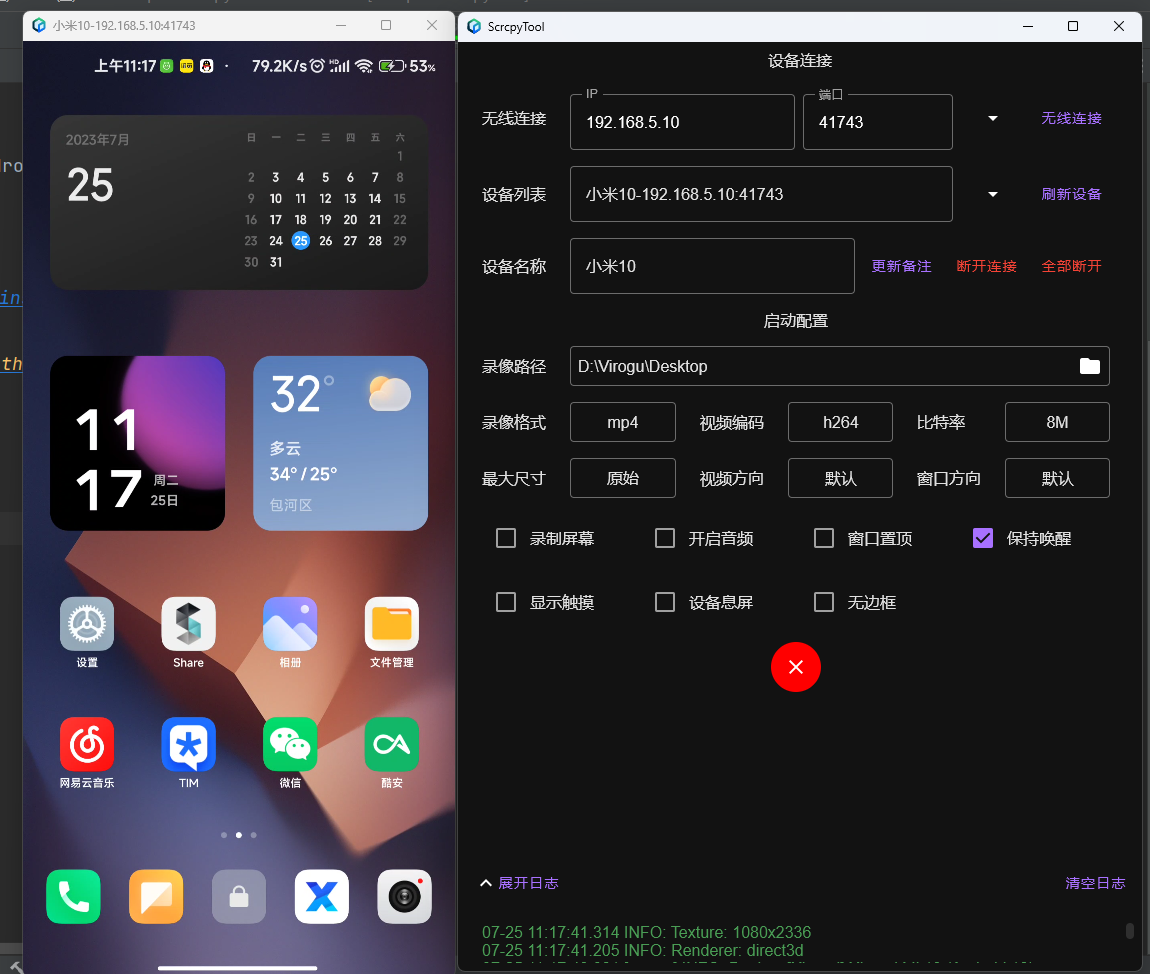 小米10-192.168.5.10:41743
上午11:17
79.2K/s
53%
2023年7月
25
日 一 二 三 四 五 六
1
2 3 4 5 6 7 8
9 10 11 12 13 14 15
16 17 18 19 20 21 22
23 24 25 26 27 28 29
30 31
11
17
周二
25日
32°
多云
34° / 25°
包河区
设置
Share
相册
文件管理
网易云音乐
TIM
微信
酷安
ScrcpyTool
设备连接
无线连接
IP
192.168.5.10
端口
41743
无线连接
设备列表
小米10-192.168.5.10:41743
刷新设备
设备名称
小米10
更新备注
断开连接
全部断开
启动配置
录像路径
D:\Virogu\Desktop
录像格式
mp4
视频编码
h264
比特率
8M
最大尺寸
原始
视频方向
默认
窗口方向
默认
录制屏幕
开启音频
窗口置顶
保持唤醒
显示触摸
设备息屏
无边框
展开日志
清空日志
07-25 11:17:41.314 INFO: Texture: 1080x2336
07-25 11:17:41.205 INFO: Renderer: direct3d